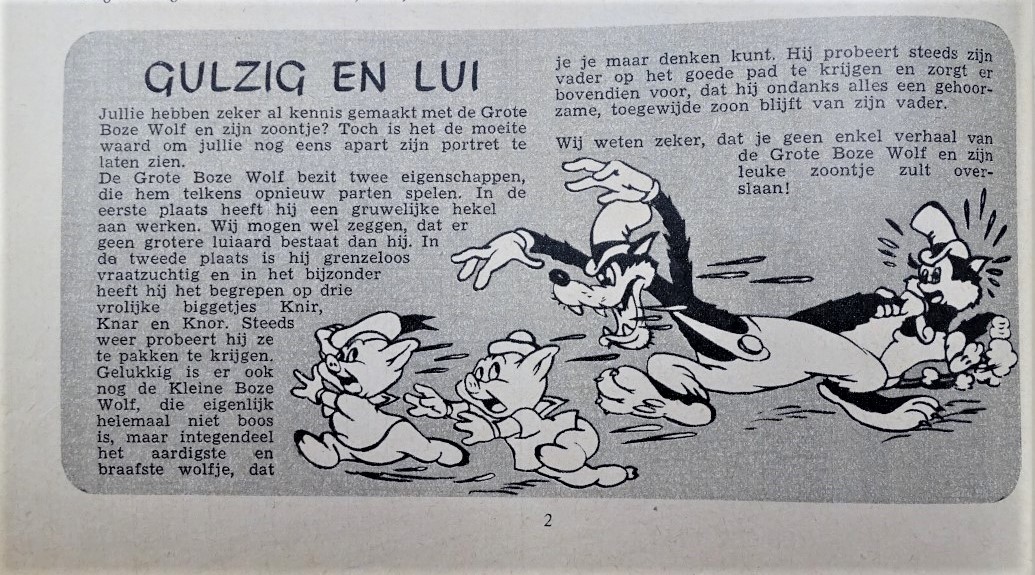 GULZIG EN LUI
Jullie hebben zeker al kennis gemaakt met de Grote
Boze Wolf en zijn zoontje? Toch is het de moeite
waard om jullie nog eens apart zijn portret te
laten zien.
De Grote Boze Wolf bezit twee eigenschappen,
die hem telkens opnieuw parten spelen. In de
eerste plaats heeft hij een gruwelijke hekel
aan werken. Wij mogen wel zeggen, dat er
geen grotere luiaard bestaat dan hij. In
de tweede plaats is hij grenzeloos
vraatzuchtig en in het bijzonder
heeft hij het begrepen op drie
vrolijke biggetjes Knir,
Knar en Knor. Steeds
weer probeert hij ze
te pakken te krijgen.
Gelukkig is er ook
nog de Kleine Boze
Wolf, die eigenlijk
helemaal niet boos
is, maar integendeel
het aardigste en
braafste wolfje, dat
je je maar denken kunt. Hij probeert steeds zijn
vader op het goede pad te krijgen en zorgt er
bovendien voor, dat hij ondanks alles een gehoor-
zame, toegewijde zoon blijft van zijn vader.
Wij weten zeker, dat je geen enkel verhaal van
de Grote Boze Wolf en zijn
leuke zoontje zult over-
slaan!
2